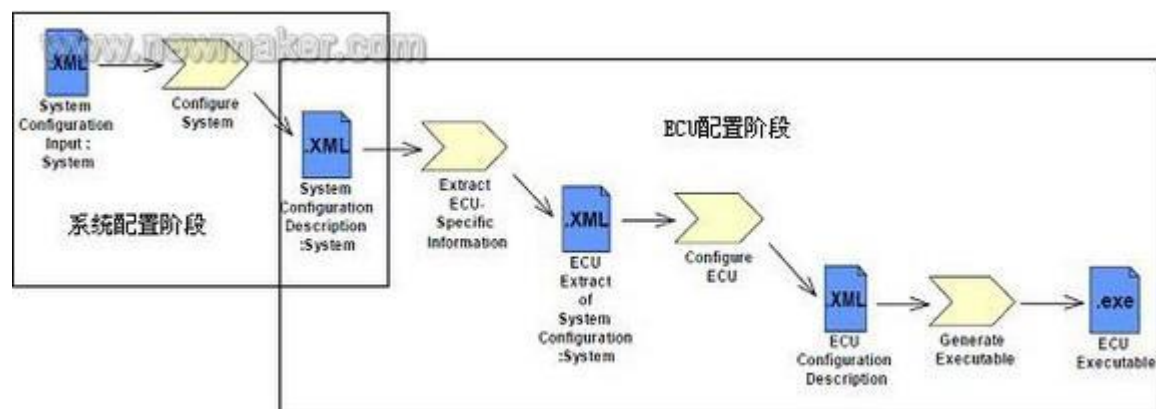 www.newmaker.com
.XML
System
Configuration
Input :
System
Configure
System
系统配置阶段
.XML
System
Configuration
Description
:System
ECU配置阶段
Extract
ECU-
Specific
Information
.XML
ECU
Extract
of
System
Configuration
:System
Configure
ECU
.XML
ECU
Configuration
Description
Generate
Executable
.exe
ECU
Executable